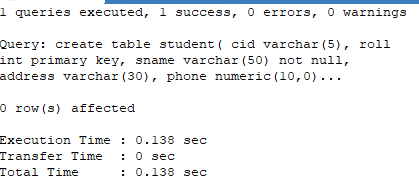 1 queries executed, 1 success, 0 errors, 0 warnings
Query: create table student( cid varchar(5), roll
int primary key, sname varchar(50) not null,
address varchar(30), phone numeric(10,0)...
0 row(s) affected
Execution Time : 0.138 sec
Transfer Time : 0 sec
Total Time : 0.138 sec